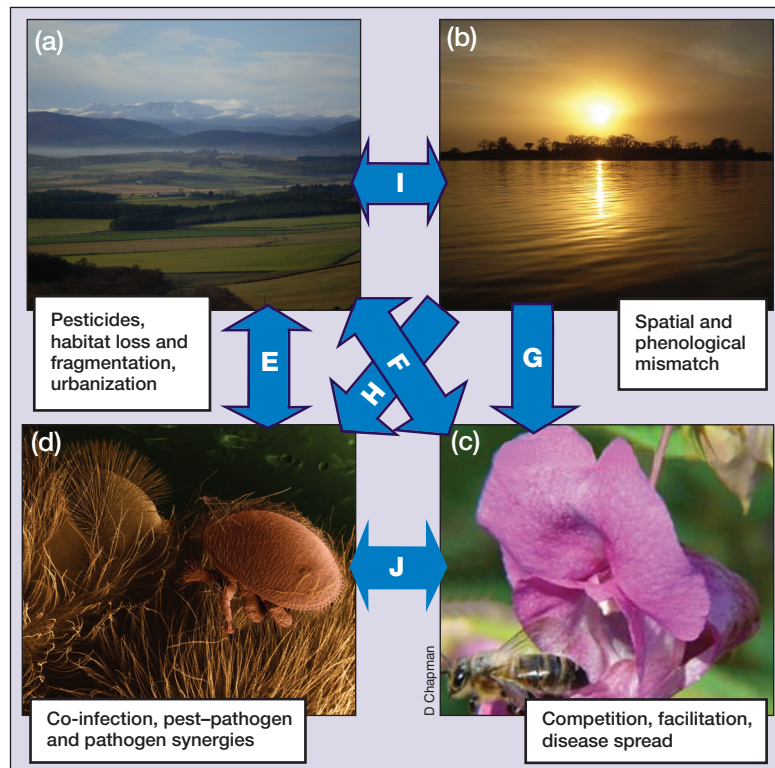 (a)
(b)
I
Pesticides,
habitat loss and
fragmentation,
urbanization
Spatial and
phenological
mismatch
E
F
H
G
(d)
(c)
J
D Chapman
Co-infection, pest–pathogen
and pathogen synergies
Competition, facilitation,
disease spread